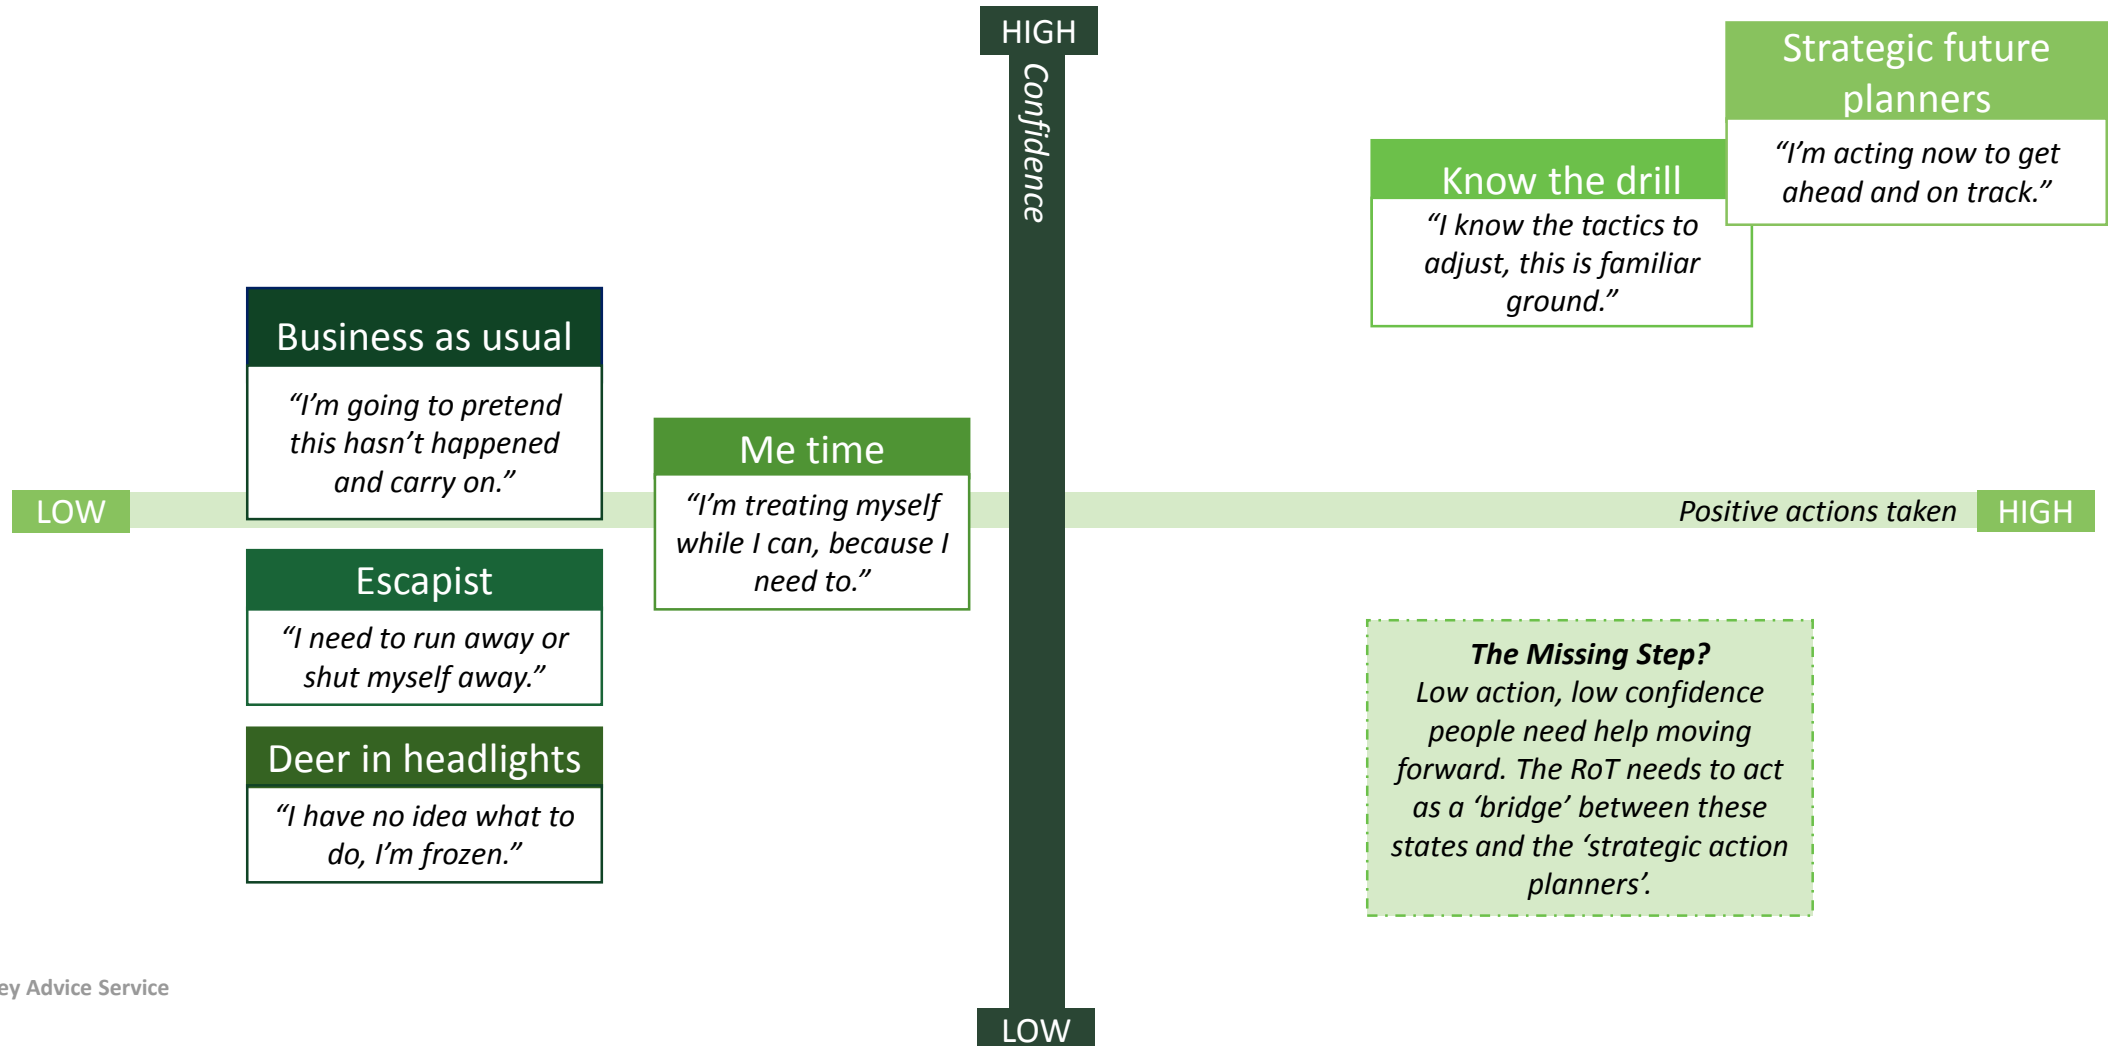 HIGH
Confidence
Strategic future
planners
“I’m acting now to get
ahead and on track.”
Know the drill
“I know the tactics to
adjust, this is familiar
ground.”
Business as usual
“I’m going to pretend
this hasn’t happened
and carry on.”
Me time
“I’m treating myself
while I can, because I
need to.”
LOW
Positive actions taken
HIGH
Escapist
“I need to run away or
shut myself away.”
Deer in headlights
“I have no idea what to
do, I’m frozen.”
The Missing Step?
Low action, low confidence
people need help moving
forward. The RoT needs to act
as a ‘bridge’ between these
states and the ‘strategic action
planners’.
ey Advice Service
LOW